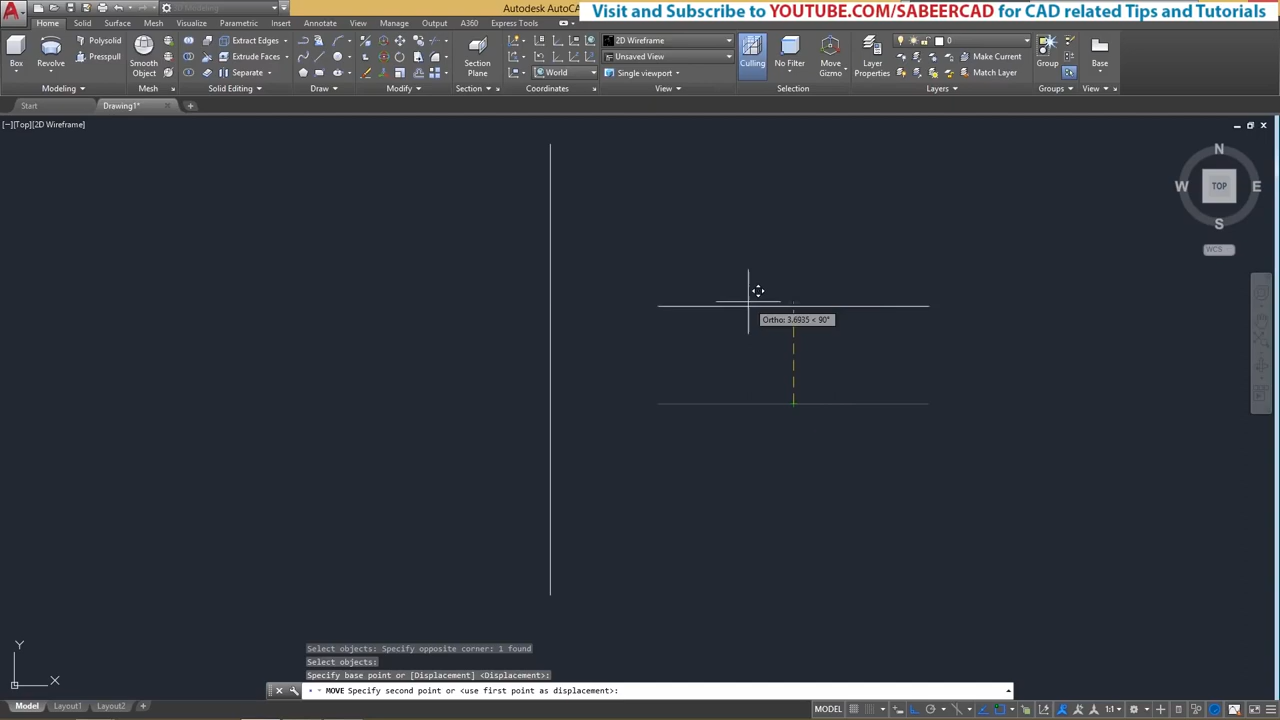 Autodesk AutoCA
Visit and Subscribe to YOUTUBE.COM/SABEERCAD for CAD related Tips and Tutorials
Home Solid Surface Mesh Visualize Parametric Insert Annotate View Manage Output A360 Express Tools
Box Revolve Polysolid Presspull Smooth Object Extract Edges Extrude Faces Separate Section Plane World 2D Wireframe Unsaved View Single viewport Culling No Filter Move Gizmo Layer Properties 0 Make Current Match Layer Group Base
Modeling Mesh Solid Editing Draw Modify Section Coordinates View Selection Layers Groups View
Start Drawing1*
[−][Top][2D Wireframe]
N
W TOP E
S
WCS
Ortho: 3.6935 < 90°
Y
X
Select objects: Specify opposite corner: 1 found
Select objects:
Specify base point or [Displacement] <Displacement>:
MOVE Specify second point or <use first point as displacement>:
Model Layout1 Layout2 +
MODEL 1:1